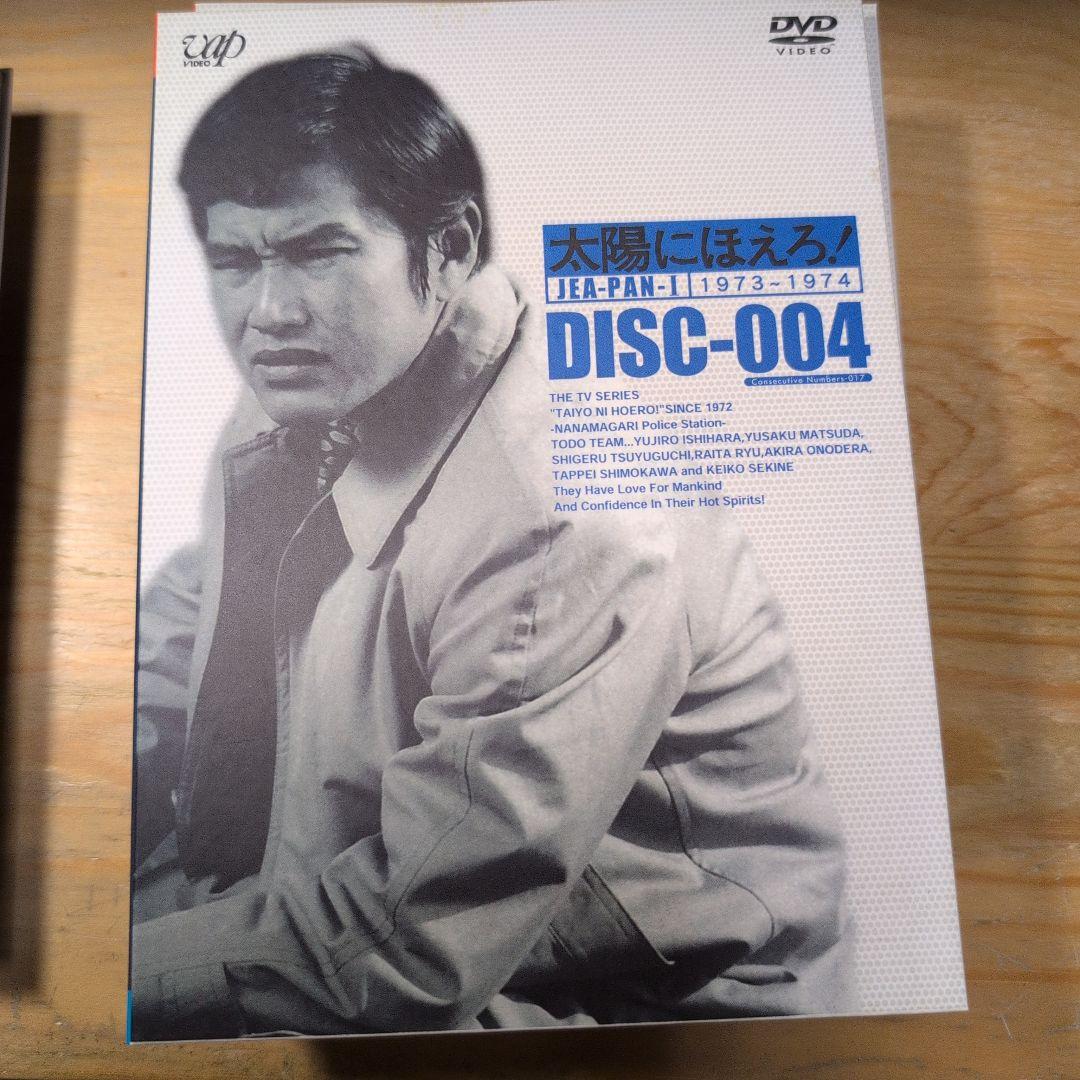 vap
VIDEO
DVD
VIDEO
太陽にほえろ!
JEA-PAN-I 1973~1974
DISC-004
Consecutive Numbers-017
THE TV SERIES
"TAIYO NI HOERO!"SINCE 1972
-NANAMAGARI Police Station-
TODO TEAM...YUJIRO ISHIHARA,YUSAKU MATSUDA,
SHIGERU TSUYUGUCHI,RAITA RYU,AKIRA ONODERA,
TAPPEI SHIMOKAWA and KEIKO SEKINE
They Have Love For Mankind
And Confidence In Their Hot Spirits!